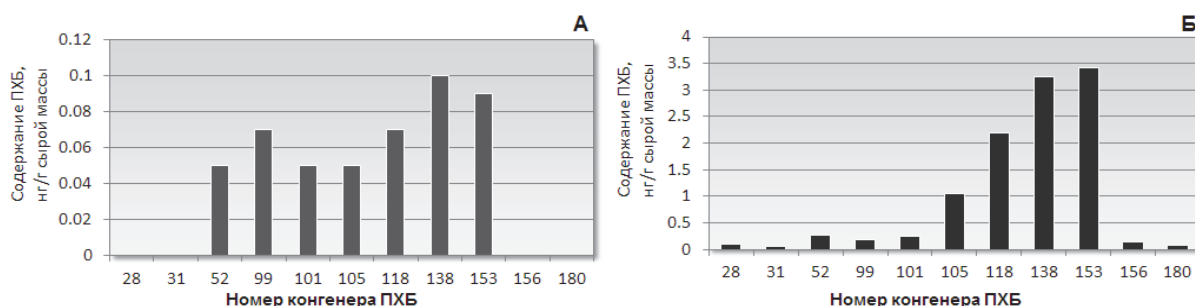 А
Содержание ПХБ,
нг/г сырой массы
0.12
0.1
0.08
0.06
0.04
0.02
0
28 31 52 99 101 105 118 138 153 156 180
Номер конгенера ПХБ
Б
Содержание ПХБ,
нг/г сырой массы
4
3.5
3
2.5
2
1.5
1
0.5
0
28 31 52 99 101 105 118 138 153 156 180
Номер конгенера ПХБ